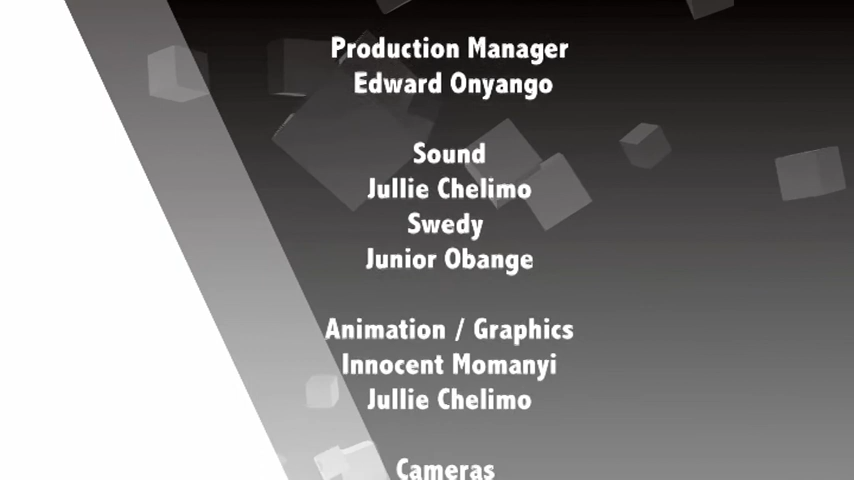 Production Manager
Edward Onyango
Sound
Jullie Chelimo
Swedy
Junior Obange
Animation / Graphics
Innocent Momanyi
Jullie Chelimo
Cameras